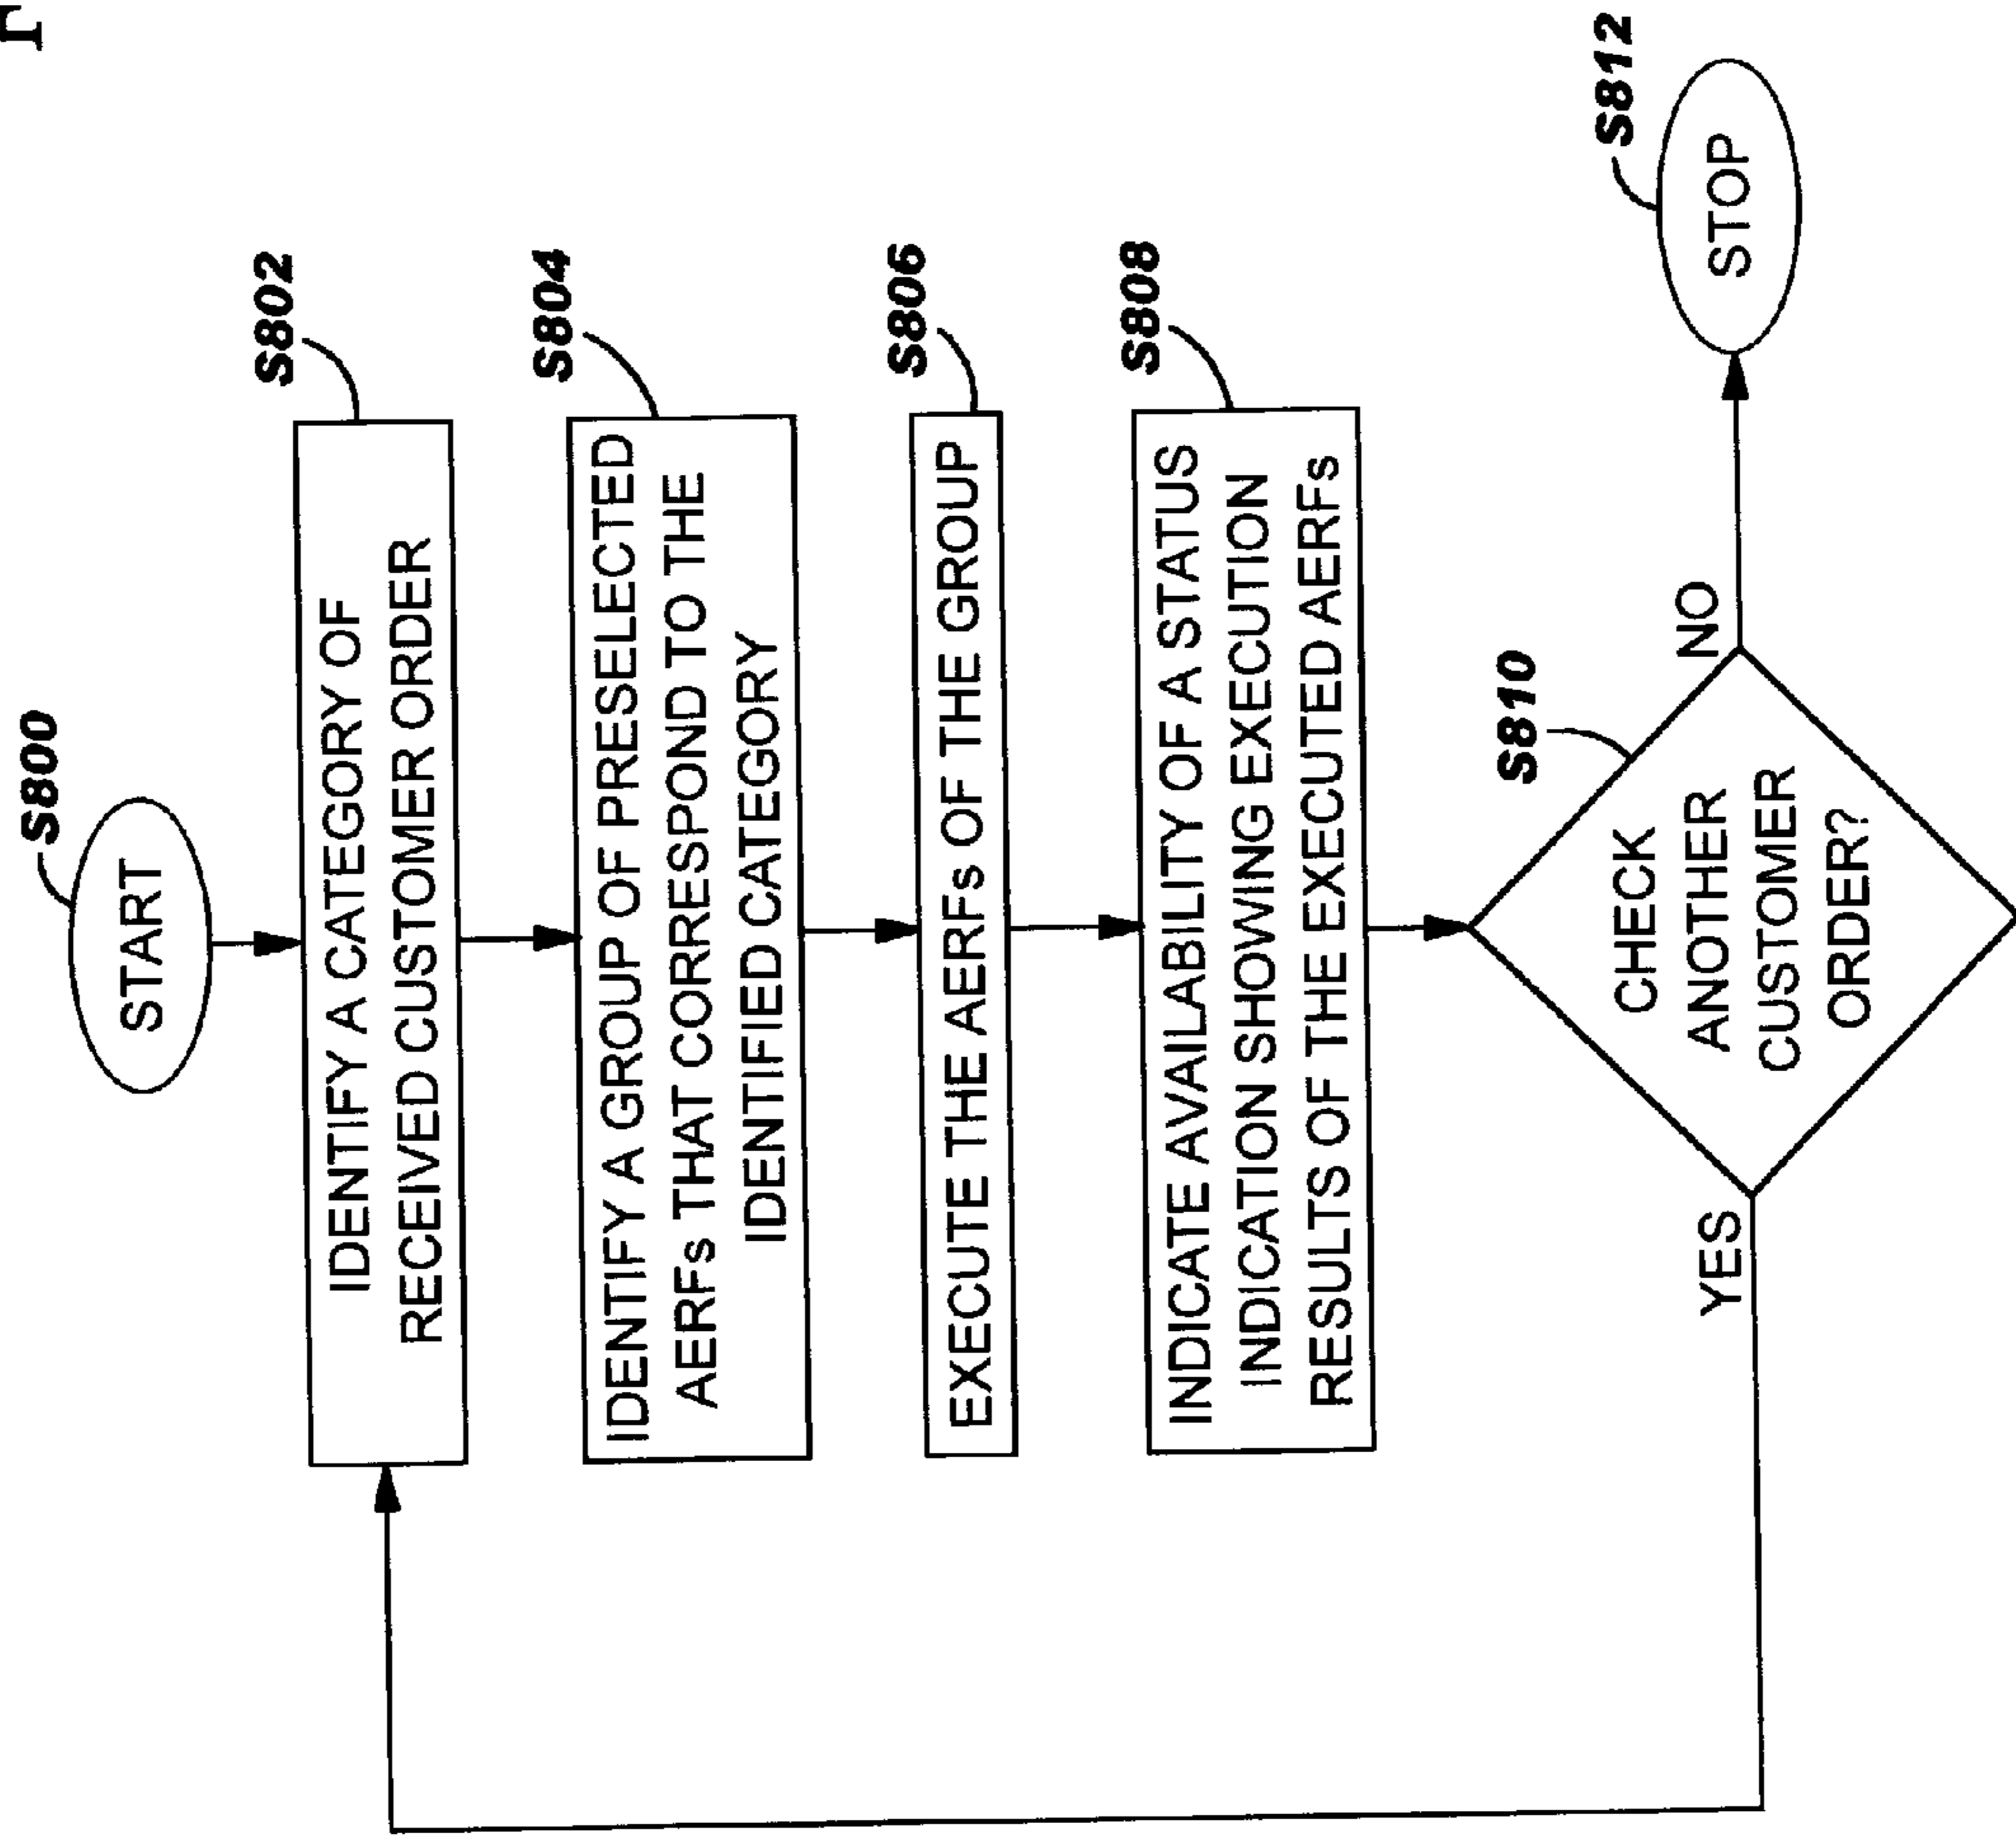 S800
START
S802
IDENTIFY A CATEGORY OF
RECEIVED CUSTOMER ORDER
S804
IDENTIFY A GROUP OF PRESELECTED
AERFs THAT CORRESPOND TO THE
IDENTIFIED CATEGORY
S806
EXECUTE THE AERFs OF THE GROUP
S808
INDICATE AVAILABILITY OF A STATUS
INDICATION SHOWING EXECUTION
RESULTS OF THE EXECUTED AERFs
S810
CHECK
ANOTHER
CUSTOMER
ORDER?
YES
NO
S812
STOP